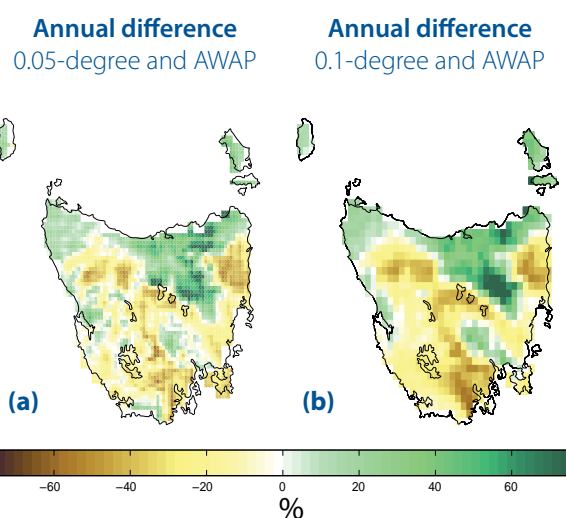 Annual difference
0.05-degree and AWAP
Annual difference
0.1-degree and AWAP
(a)
(b)
−60 −40 −20 0 20 40 60
%